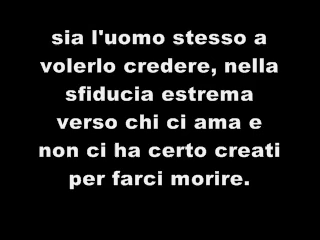 sia l'uomo stesso a
volerlo credere, nella
sfiducia estrema
verso chi ci ama e
non ci ha certo creati
per farci morire.